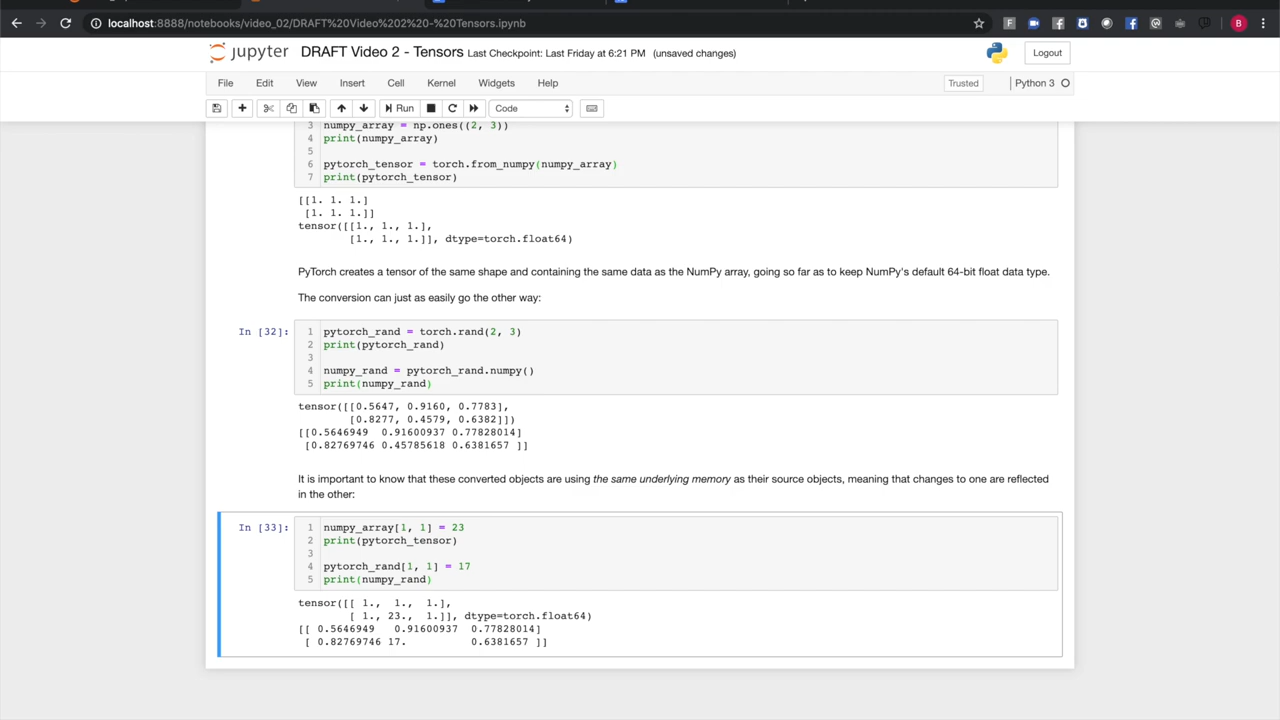 localhost:8888/notebooks/video_02/DRAFT%20Video%202%20-%20Tensors.ipynb
B
jupyter DRAFT Video 2 - Tensors Last Checkpoint: Last Friday at 6:21 PM (unsaved changes)
Logout
File Edit View Insert Cell Kernel Widgets Help
Trusted
Python 3
Run
Code
3 numpy_array = np.ones((2, 3))
4 print(numpy_array)
5
6 pytorch_tensor = torch.from_numpy(numpy_array)
7 print(pytorch_tensor)
[[1. 1. 1.]
[1. 1. 1.]]
tensor([[1., 1., 1.],
[1., 1., 1.]], dtype=torch.float64)
PyTorch creates a tensor of the same shape and containing the same data as the NumPy array, going so far as to keep NumPy's default 64-bit float data type.
The conversion can just as easily go the other way:
In [32]: 1 pytorch_rand = torch.rand(2, 3)
2 print(pytorch_rand)
3
4 numpy_rand = pytorch_rand.numpy()
5 print(numpy_rand)
tensor([[0.5647, 0.9160, 0.7783],
[0.8277, 0.4579, 0.6382]])
[[0.5646949 0.91600937 0.77828014]
[0.82769746 0.45785618 0.6381657 ]]
It is important to know that these converted objects are using the same underlying memory as their source objects, meaning that changes to one are reflected
in the other:
In [33]: 1 numpy_array[1, 1] = 23
2 print(pytorch_tensor)
3
4 pytorch_rand[1, 1] = 17
5 print(numpy_rand)
tensor([[ 1., 1., 1.],
[ 1., 23., 1.]], dtype=torch.float64)
[[ 0.5646949 0.91600937 0.77828014]
[ 0.82769746 17. 0.6381657 ]]